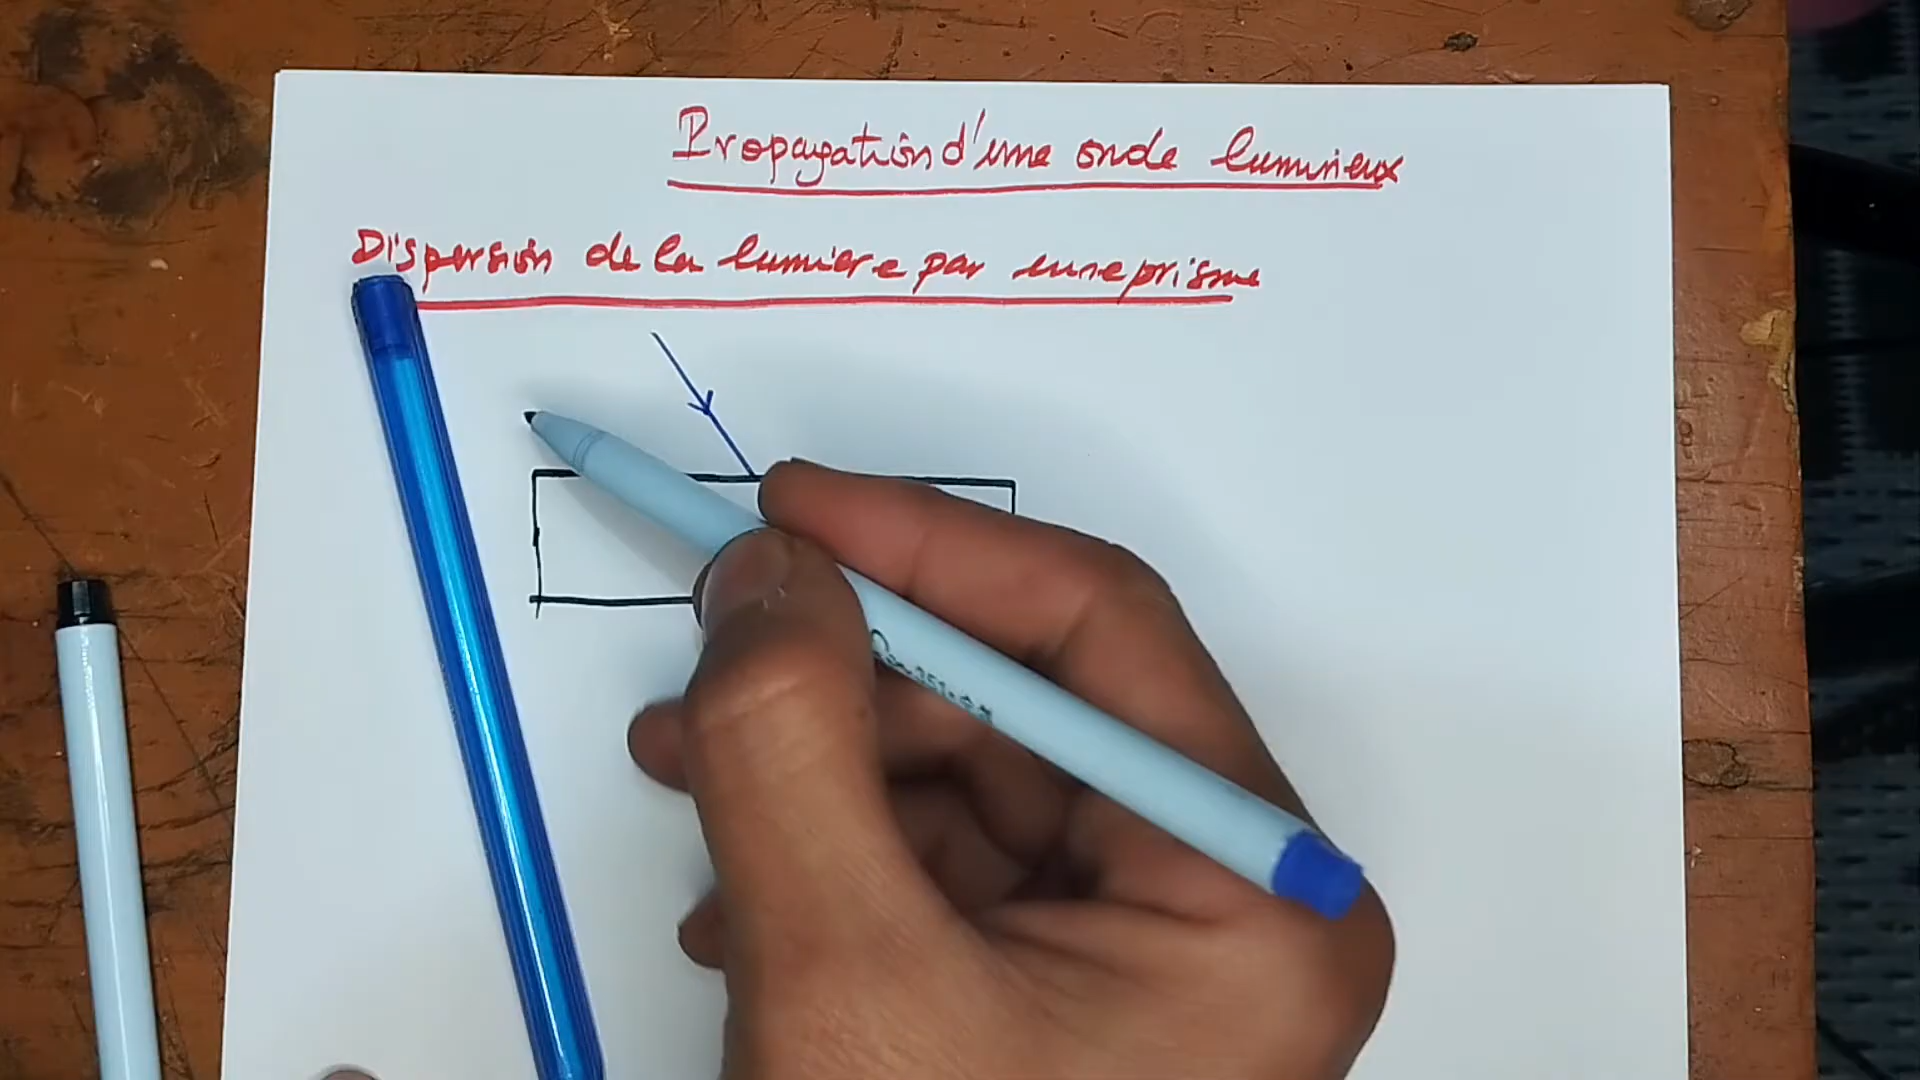 Propagation d'une onde lumineux
Dispersion de la lumière par une prisme